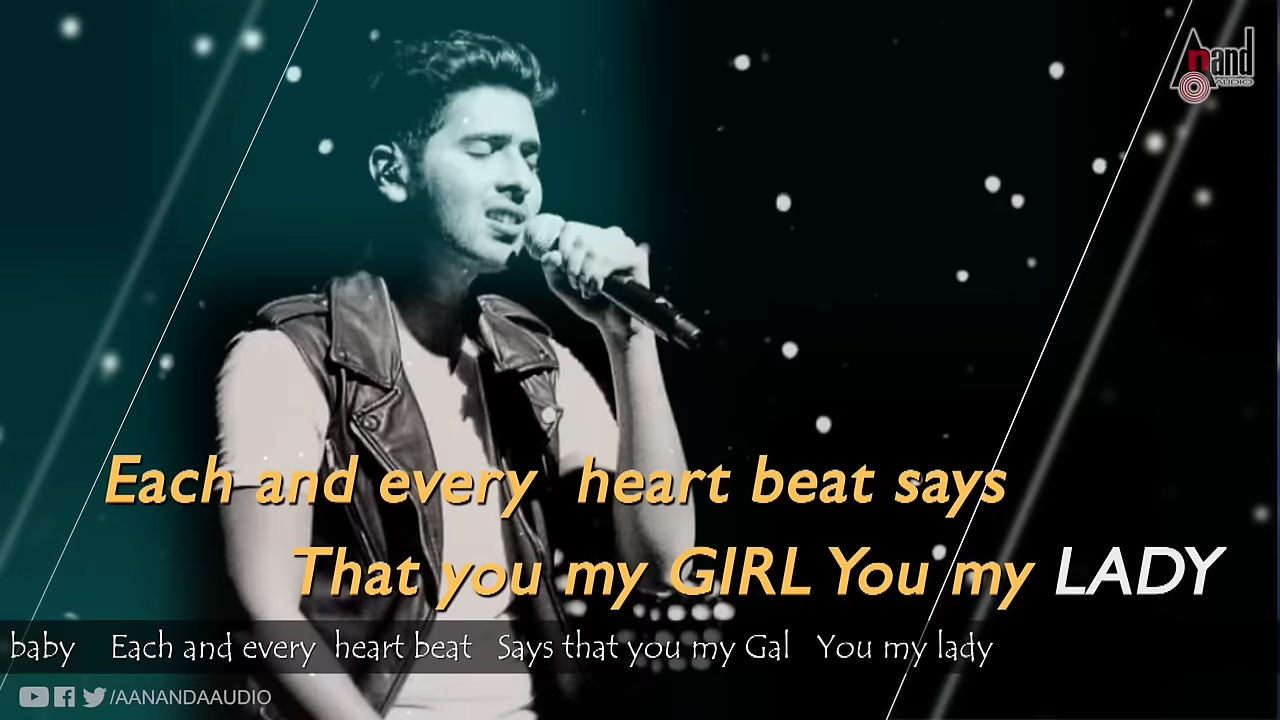 Anand
AUDIO
Each and every heart beat says
That you my GIRL You my LADY
baby Each and every heart beat Says that you my Gal You my lady
/AANANDAAUDIO